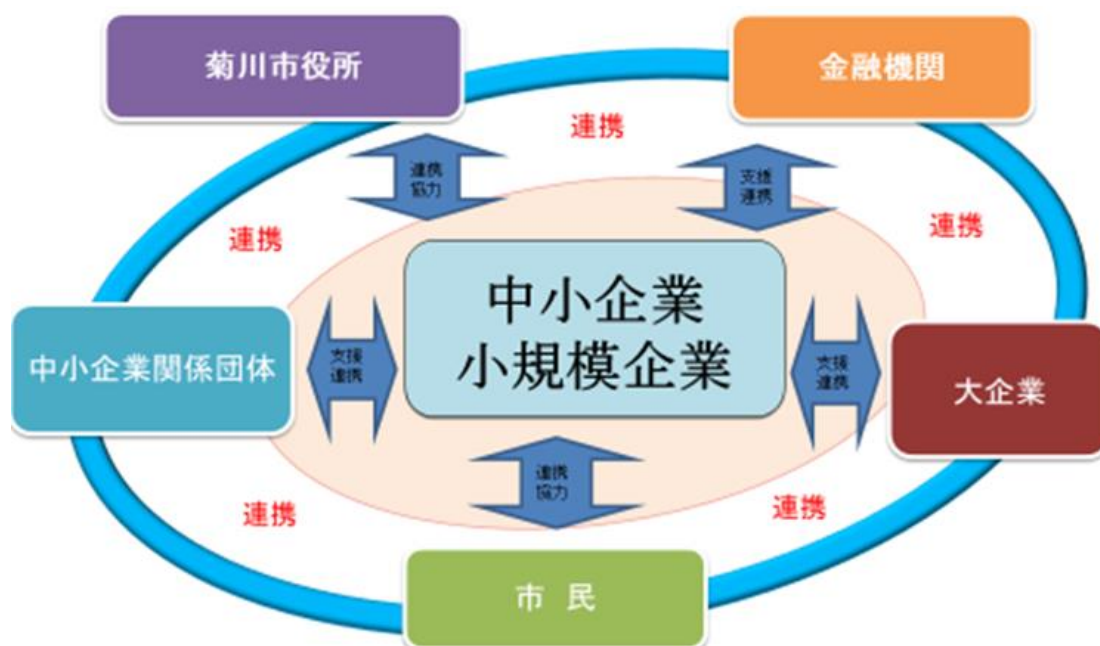 菊川市役所
金融機関
連携
連携
協力
支援
連携
連携
連携
中小企業
小規模企業
中小企業関係団体
支援
連携
支援
連携
大企業
連携
協力
連携
連携
市 民